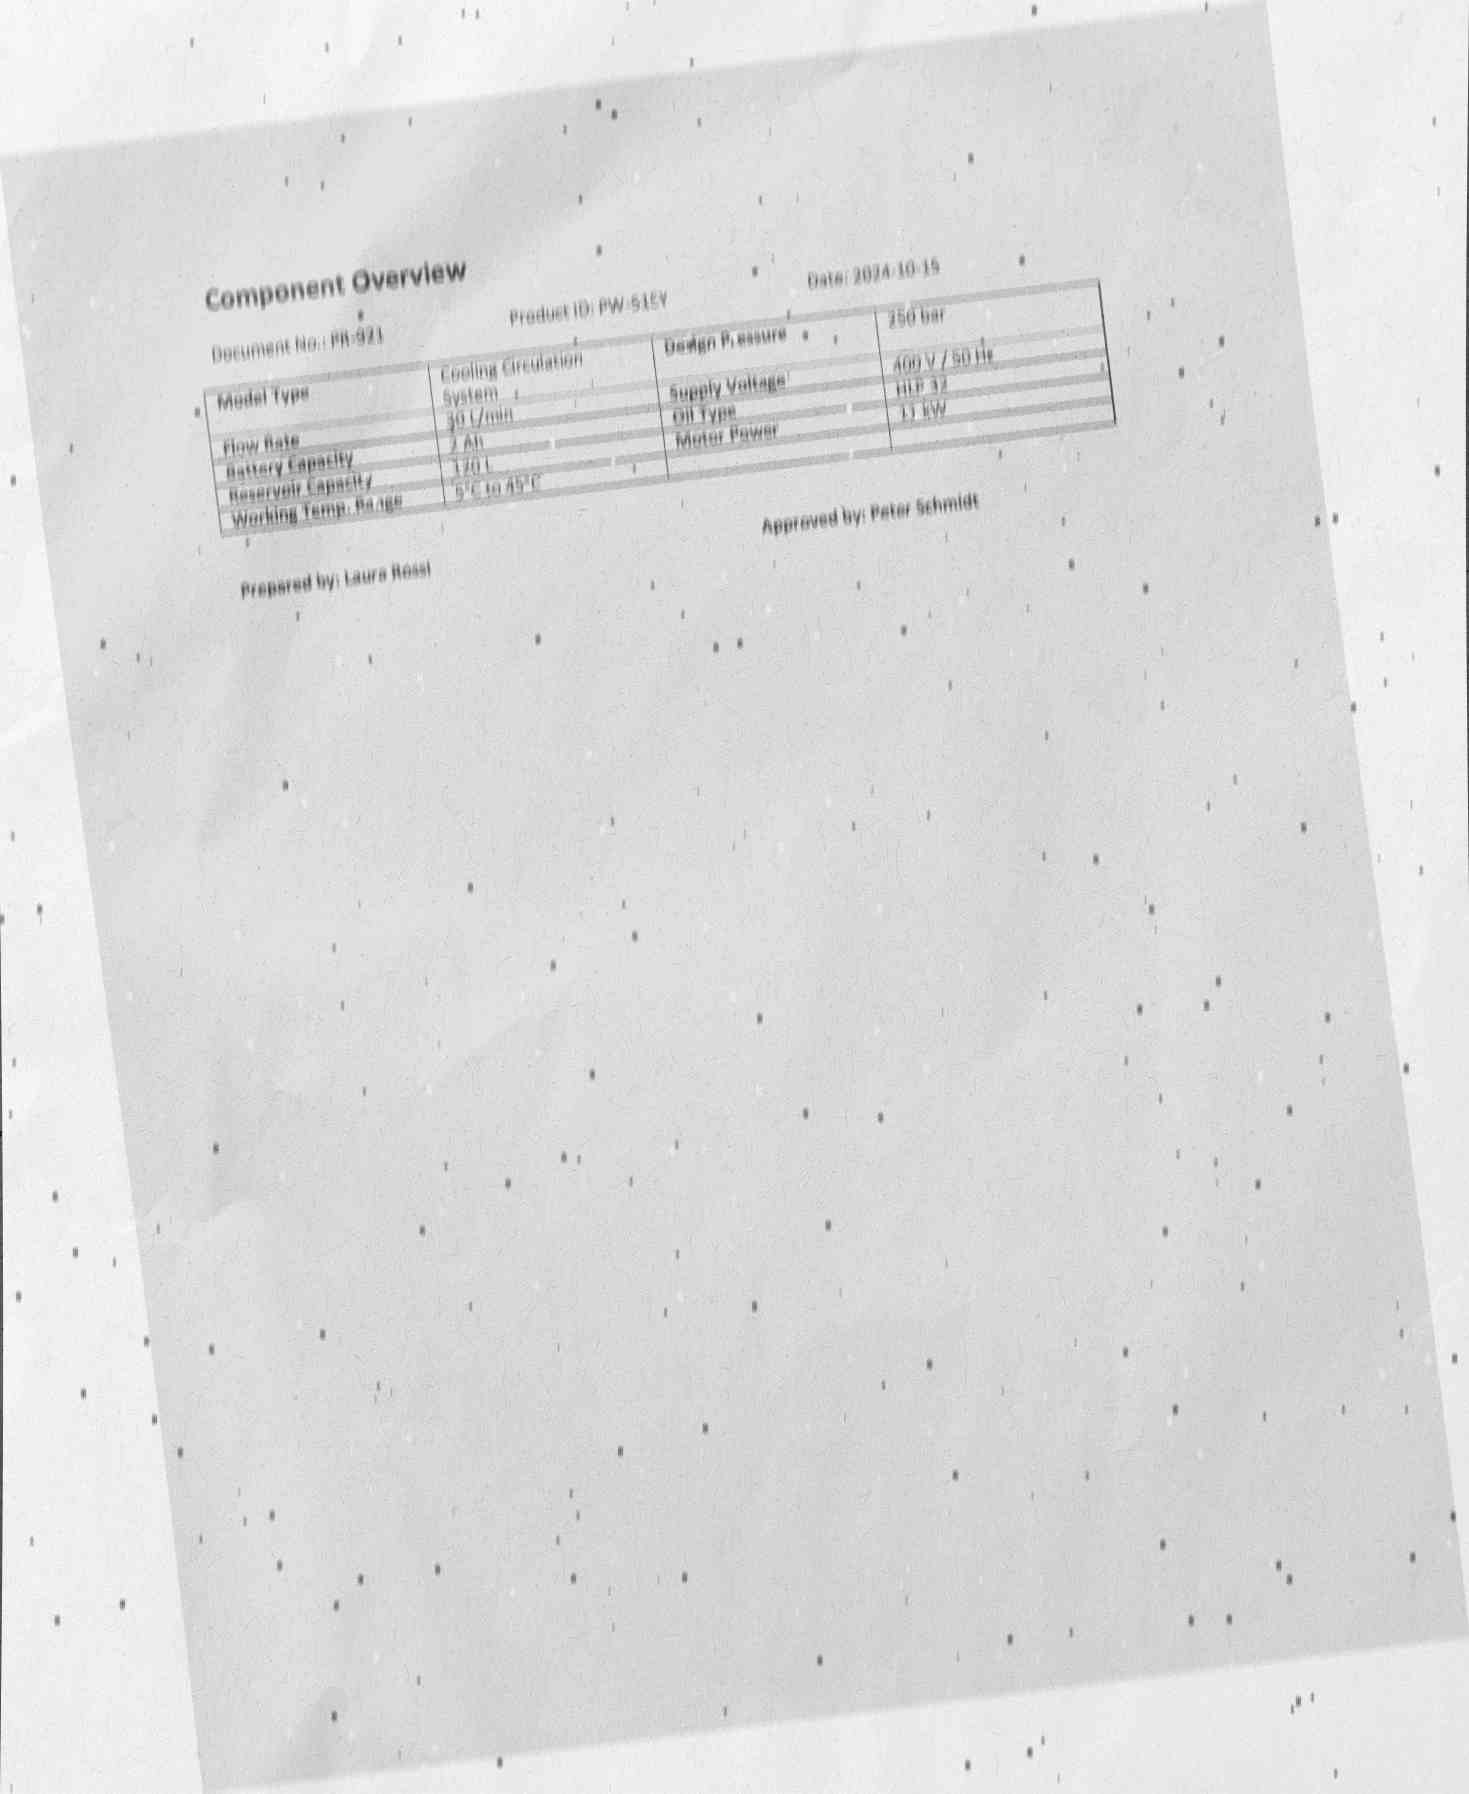 Component Overview
Document No.: PR-921
Product ID:
Date: 2024-10-15
Model Type
Cooling Circulation
System
Design Pressure
250 bar
Flow Rate
30 L/min
Supply Voltage
400 V / 50 Hz
Battery Capacity
2 Ah
Oil Type
HLP 32
Reservoir Capacity
120 L
Motor Power
11 kW
Working Temp. Range
5°C to 45°C
Prepared by: Laura Rossi
Approved by: Peter Schmidt